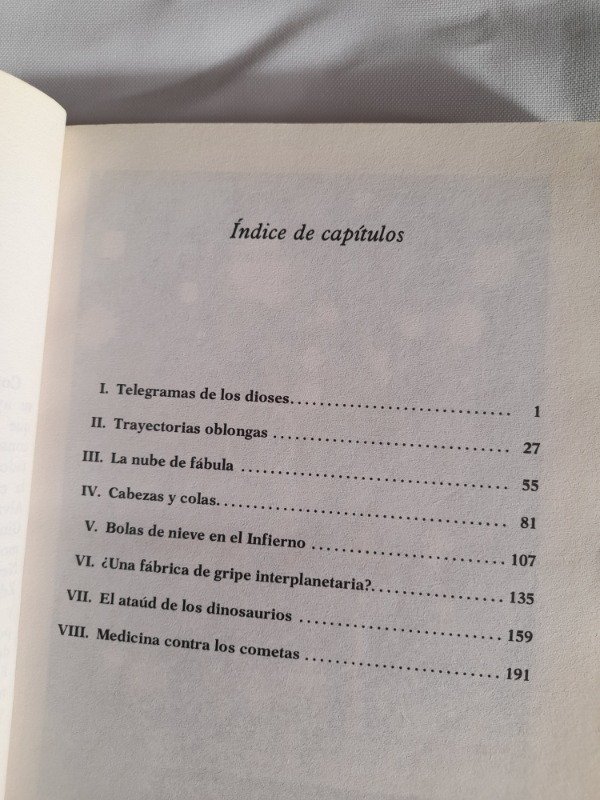 Índice de capítulos
I. Telegramas de los dioses. . . . . . . . . . . . . . . . . . . . . . . . . . . . . 1
II. Trayectorias oblongas . . . . . . . . . . . . . . . . . . . . . . . . . . . . . . 27
III. La nube de fábula . . . . . . . . . . . . . . . . . . . . . . . . . . . . . . . . . . 55
IV. Cabezas y colas. . . . . . . . . . . . . . . . . . . . . . . . . . . . . . . . . . . . . 81
V. Bolas de nieve en el Infierno . . . . . . . . . . . . . . . . . . . . . . . . . 107
VI. ¿Una fábrica de gripe interplanetaria?. . . . . . . . . . . . . . . . . 135
VII. El ataúd de los dinosaurios . . . . . . . . . . . . . . . . . . . . . . . . . . 159
VIII. Medicina contra los cometas . . . . . . . . . . . . . . . . . . . . . . . . . 191